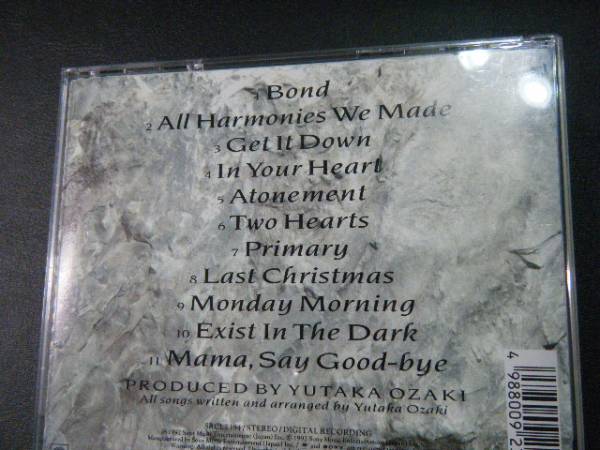 1 Bond
2 All Harmonies We Made
3 Get It Down
4 In Your Heart
5 Atonement
6 Two Hearts
7 Primary
8 Last Christmas
9 Monday Morning
10 Exist In The Dark
11 Mama, Say Good-bye
PRODUCED BY YUTAKA OZAKI
All songs written and arranged by Yutaka Ozaki
/STEREO/DIGITAL RECORDING
4 988009 12